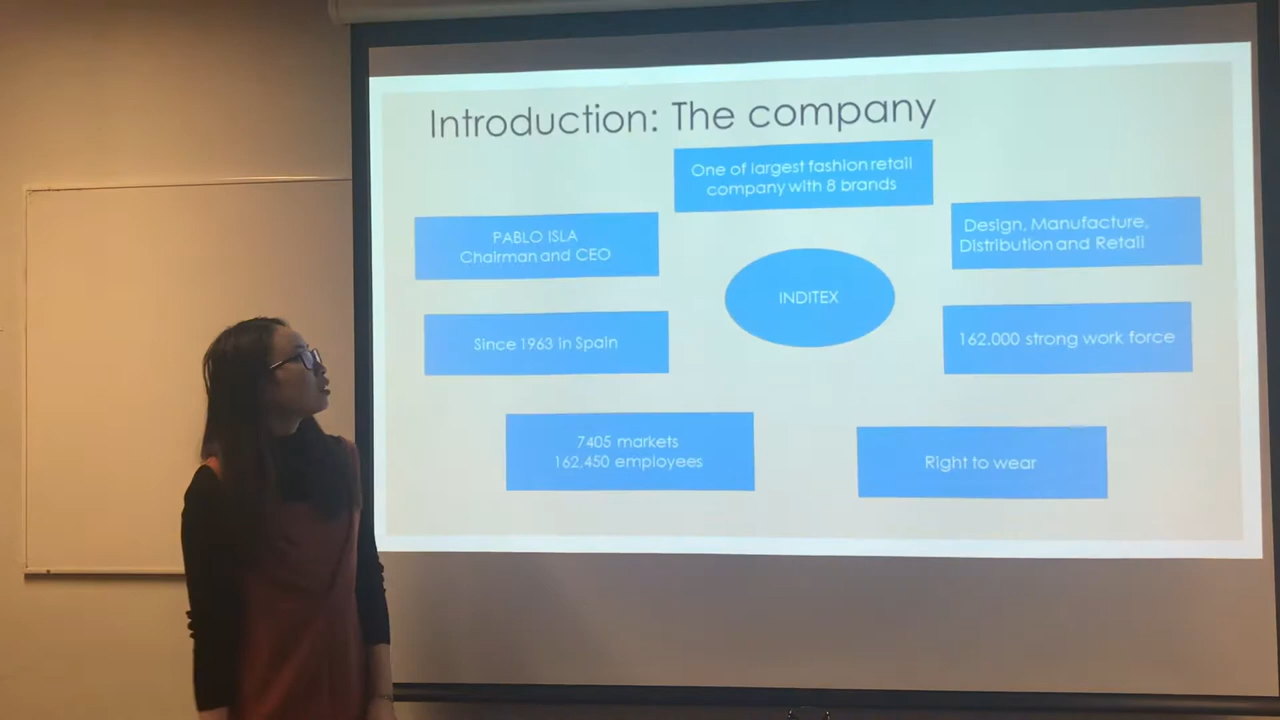 Introduction: The company
One of largest fashion retail
company with 8 brands
PABLO ISLA
Chairman and CEO
Design, Manufacture,
Distribution and Retail
INDITEX
Since 1963 in Spain
162.000 strong work force
7405 markets
162,450 employees
Right to wear